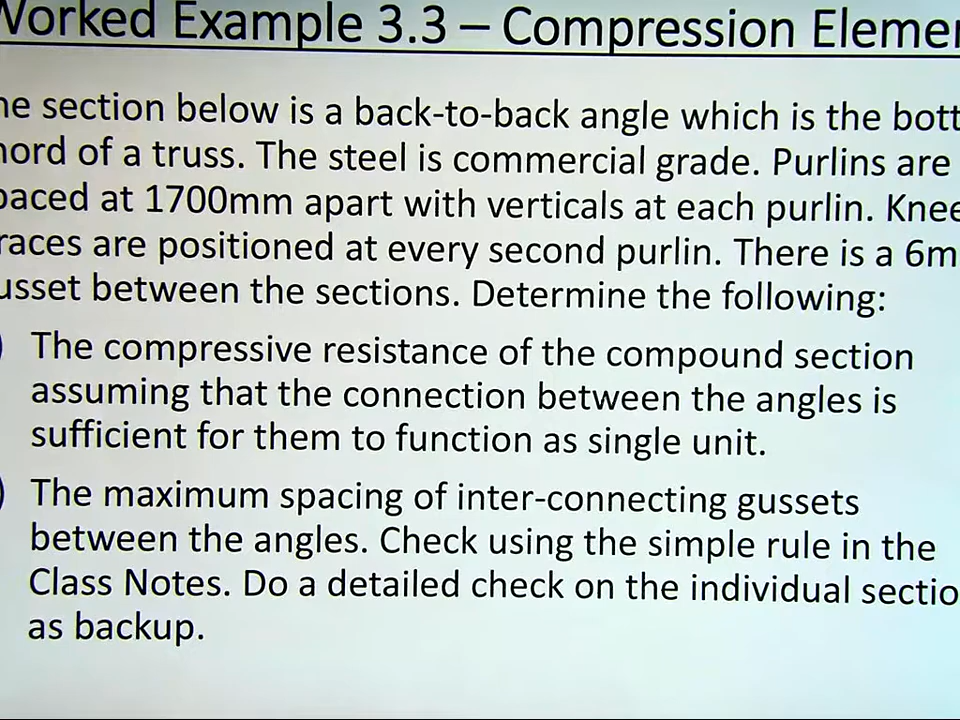 Worked Example 3.3 – Compression Elemen
he section below is a back-to-back angle which is the bott
hord of a truss. The steel is commercial grade. Purlins are
paced at 1700mm apart with verticals at each purlin. Knee
races are positioned at every second purlin. There is a 6m
usset between the sections. Determine the following:
) The compressive resistance of the compound section
assuming that the connection between the angles is
sufficient for them to function as single unit.
) The maximum spacing of inter-connecting gussets
between the angles. Check using the simple rule in the
Class Notes. Do a detailed check on the individual sectio
as backup.